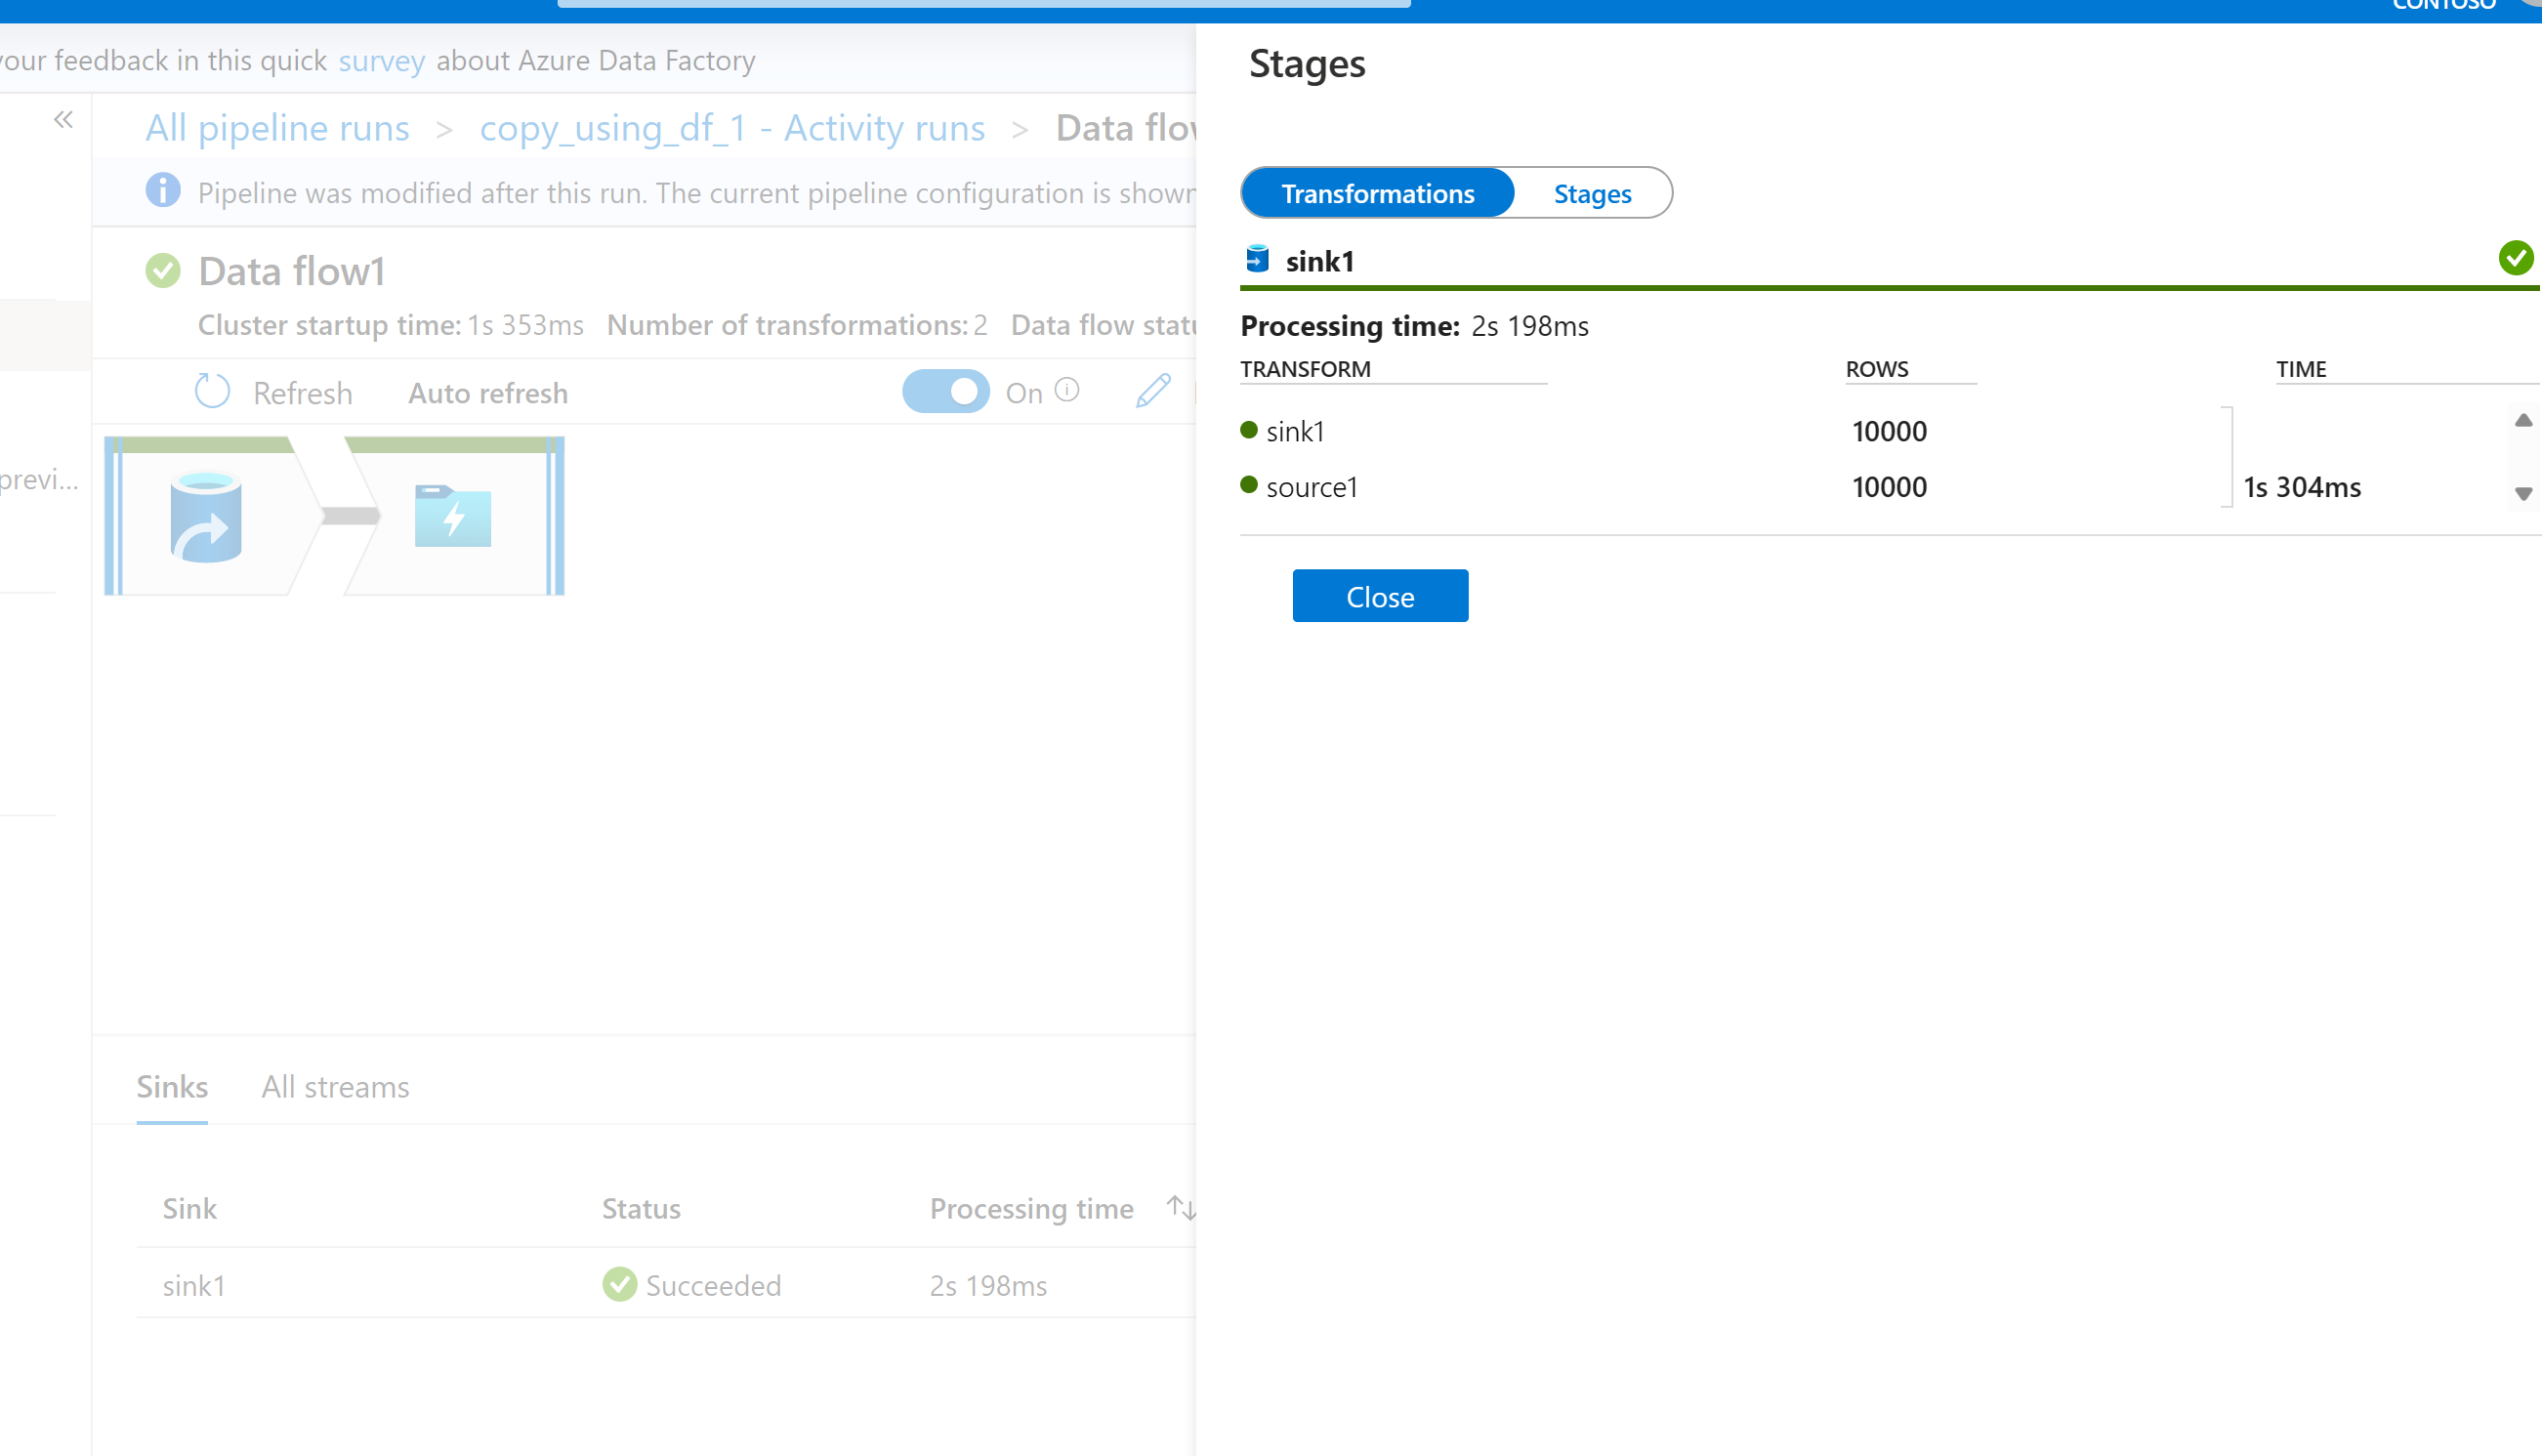 CONTOSO
your feedback in this quick survey about Azure Data Factory
All pipeline runs > copy_using_df_1 - Activity runs > Data flow
Pipeline was modified after this run. The current pipeline configuration is shown
Data flow1
Cluster startup time: 1s 353ms Number of transformations: 2 Data flow statu
Refresh Auto refresh On
previ...
Sinks All streams
Sink Status Processing time
sink1 Succeeded 2s 198ms
Stages
Transformations Stages
sink1
Processing time: 2s 198ms
TRANSFORM ROWS TIME
sink1 10000
source1 10000 1s 304ms
Close